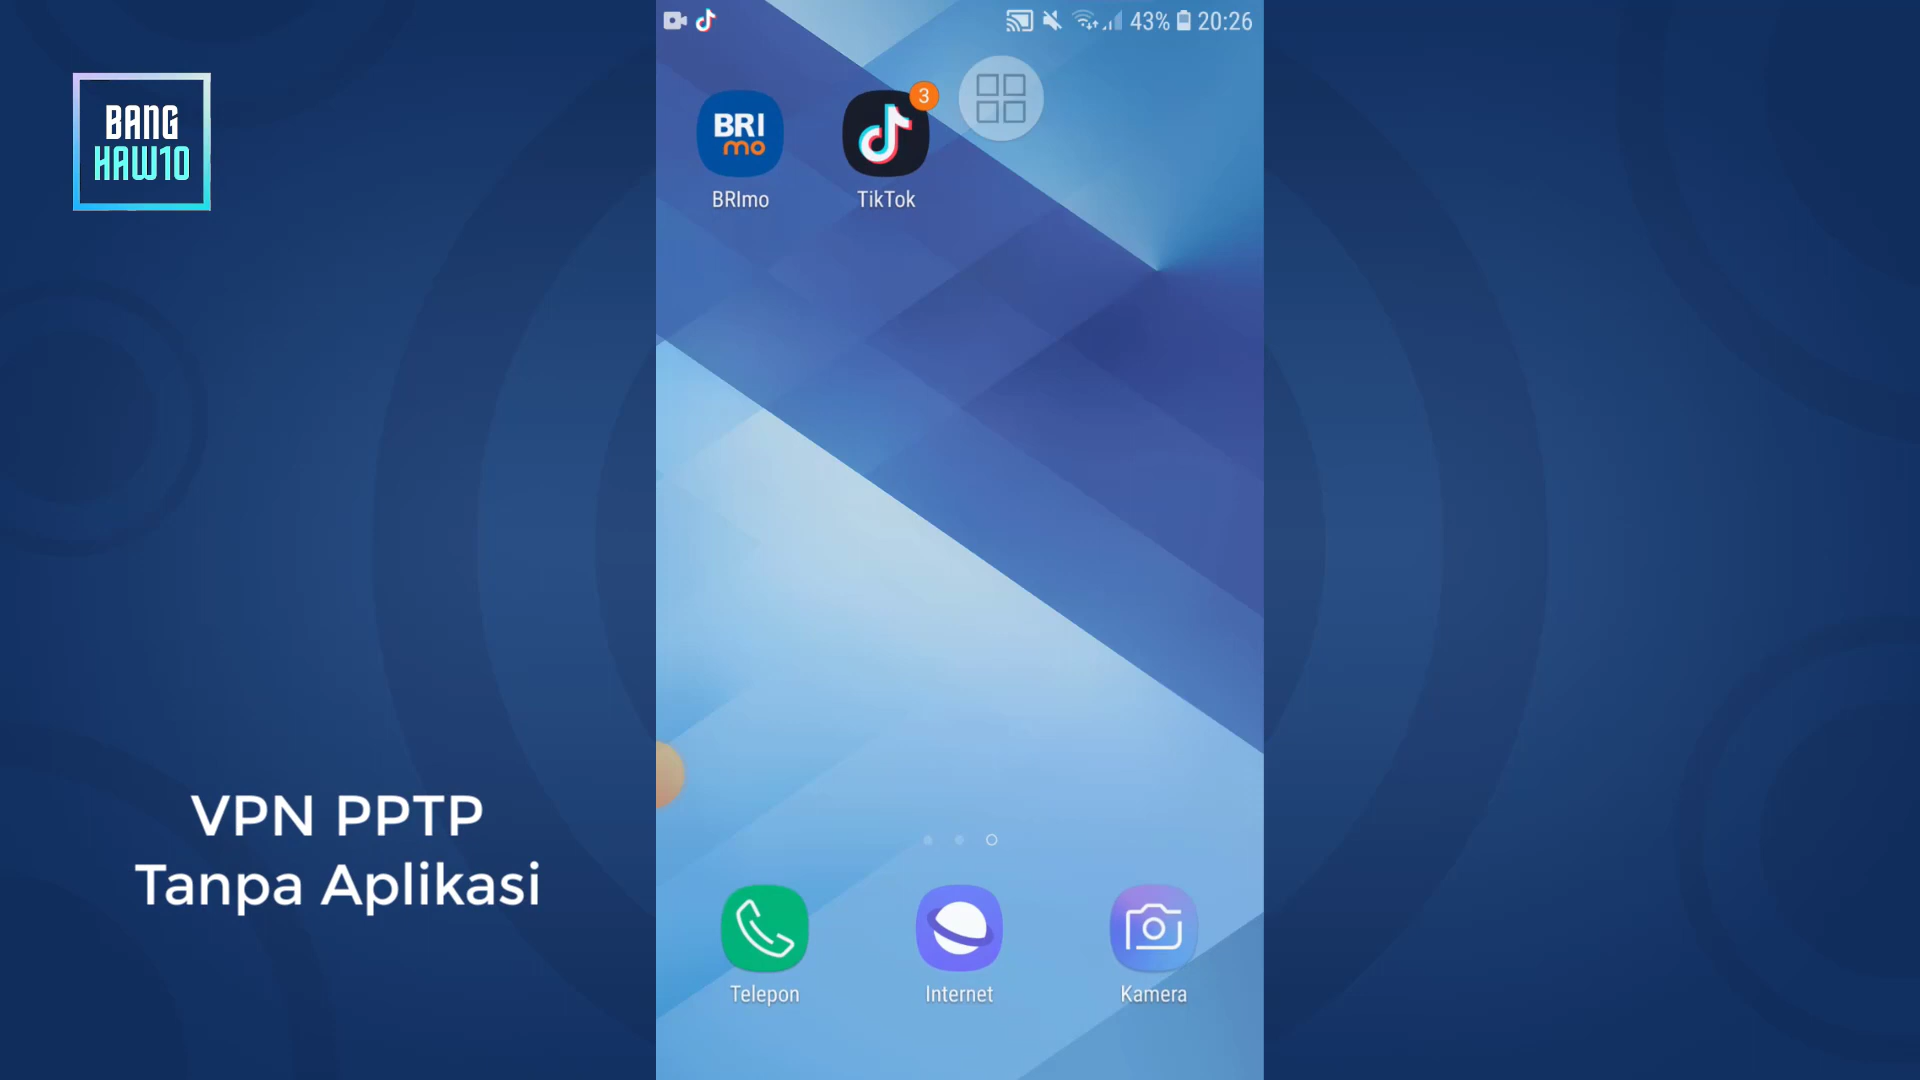 43% 20:26
BANG
HAW10
BRI
mo
3
BRImo
TikTok
VPN PPTP
Tanpa Aplikasi
Telepon
Internet
Kamera